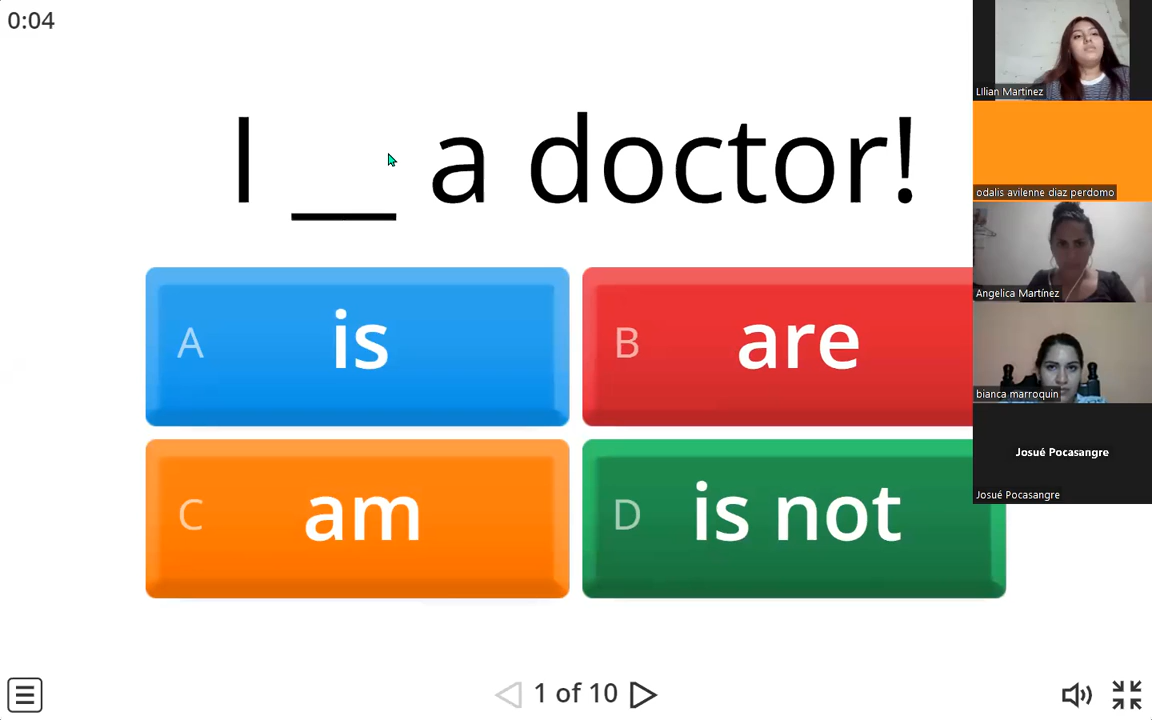 0:04
I ___ a doctor!
A is
B are
C am
D is not
1 of 10
LIlian Martinez
odalis avilenne diaz perdomo
Angelica Martínez
bianca marroquin
Josué Pocasangre
Josué Pocasangre